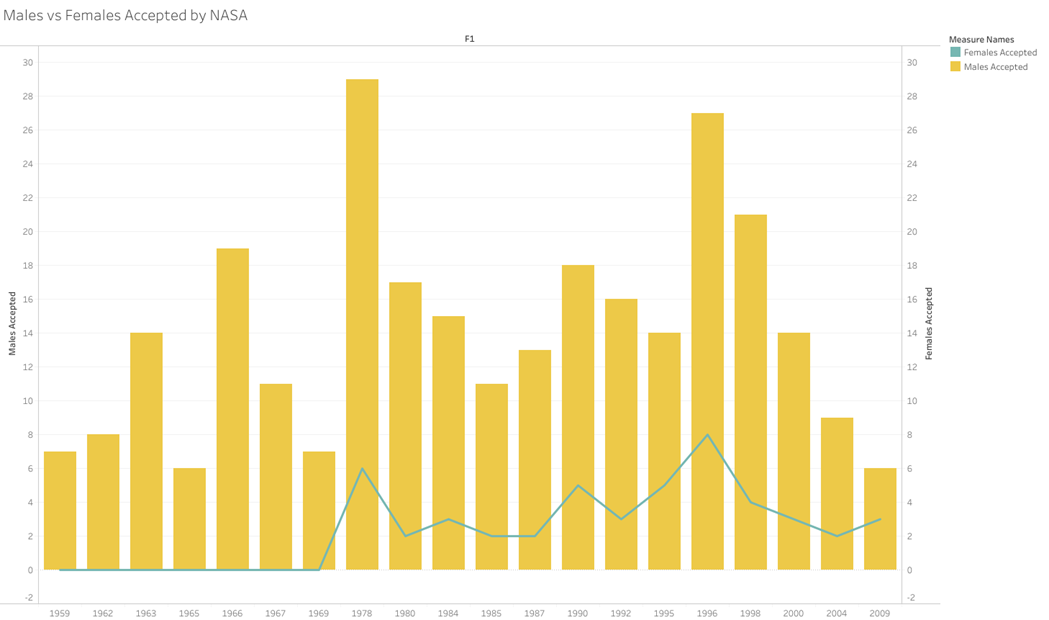 Males vs Females Accepted by NASA
F1
Measure Names
Females Accepted
Males Accepted
30 30
28 28
26 26
24 24
22 22
20 20
18 18
16 16
14 14
12 12
10 10
8 8
6 6
4 4
2 2
0 0
-2 -2
Males Accepted
Females Accepted
1959 1962 1963 1965 1966 1967 1969 1978 1980 1984 1985 1987 1990 1992 1995 1996 1998 2000 2004 2009